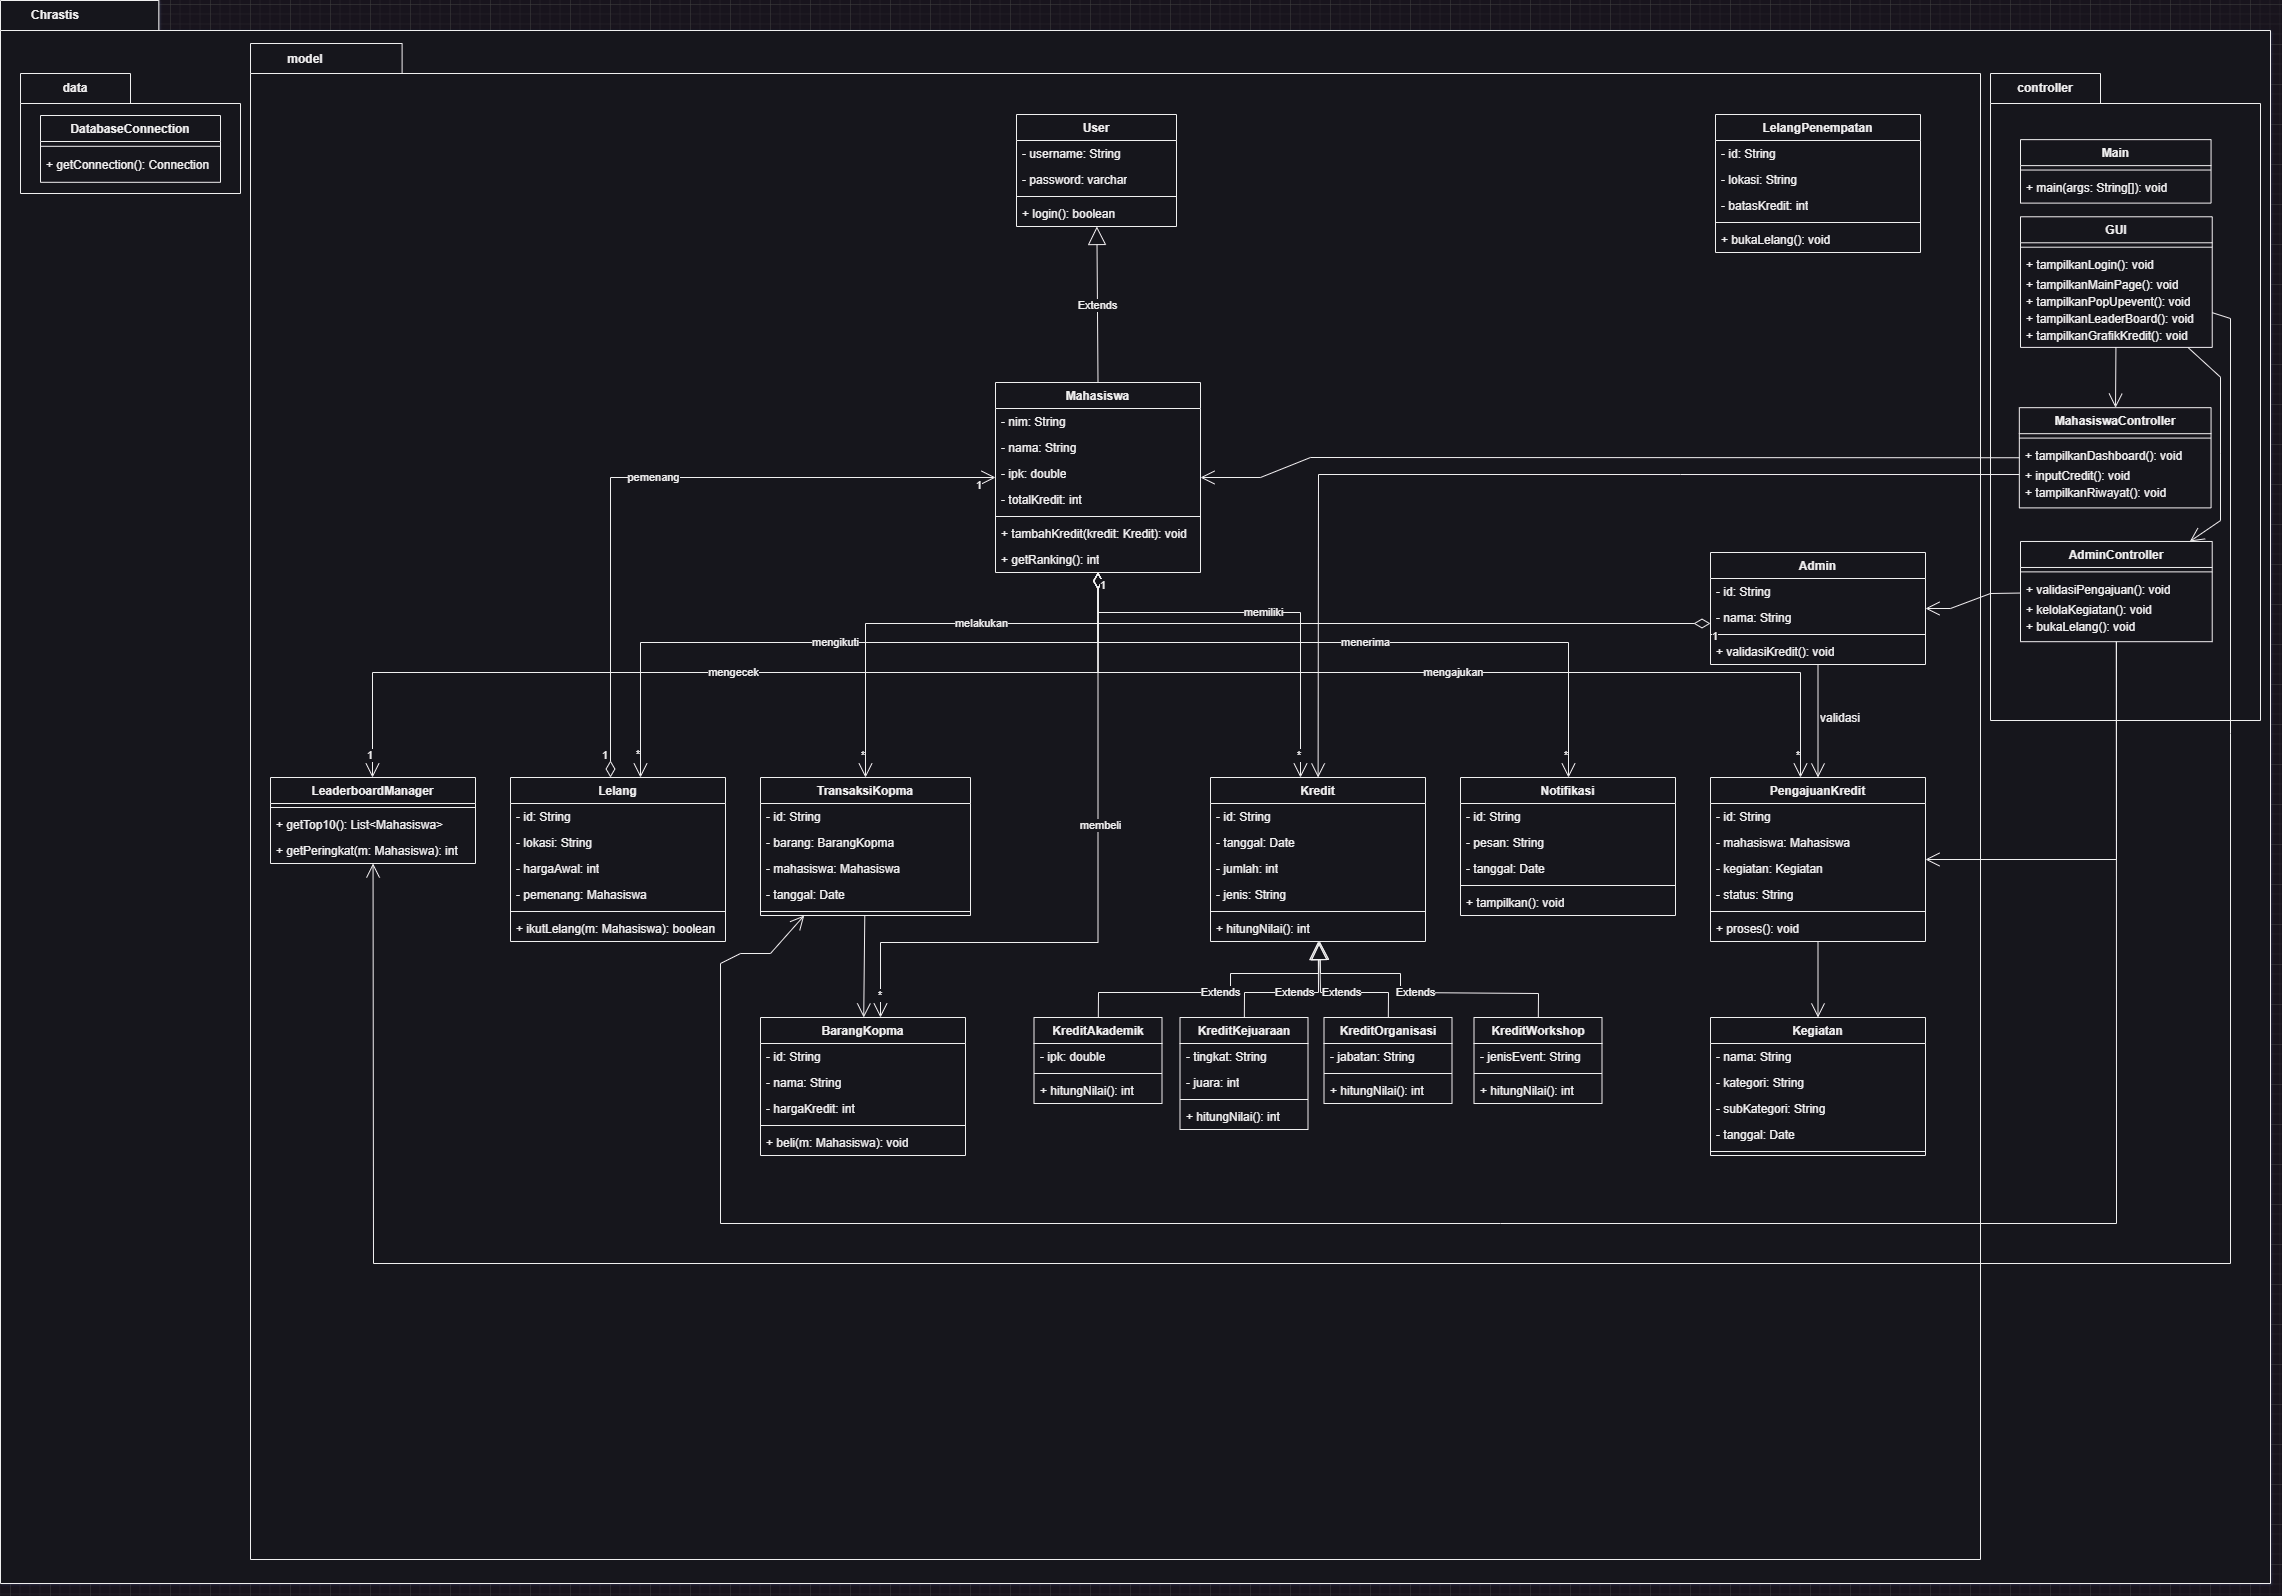 Chrastis
data
DatabaseConnection
+ getConnection(): Connection
model
User
- username: String
- password: varchar
+ login(): boolean
LelangPenempatan
- id: String
- lokasi: String
- batasKredit: int
+ bukaLelang(): void
Extends
Mahasiswa
- nim: String
- nama: String
- ipk: double
- totalKredit: int
+ tambahKredit(kredit: Kredit): void
+ getRanking(): int
pemenang
1
1
memiliki
melakukan
mengikuti
menerima
mengecek
mengajukan
Admin
- id: String
- nama: String
1
+ validasiKredit(): void
validasi
1
1
*
*
*
*
*
LeaderboardManager
+ getTop10(): List<Mahasiswa>
+ getPeringkat(m: Mahasiswa): int
Lelang
- id: String
- lokasi: String
- hargaAwal: int
- pemenang: Mahasiswa
+ ikutLelang(m: Mahasiswa): boolean
TransaksiKopma
- id: String
- barang: BarangKopma
- mahasiswa: Mahasiswa
- tanggal: Date
membeli
Kredit
- id: String
- tanggal: Date
- jumlah: int
- jenis: String
+ hitungNilai(): int
Notifikasi
- id: String
- pesan: String
- tanggal: Date
+ tampilkan(): void
PengajuanKredit
- id: String
- mahasiswa: Mahasiswa
- kegiatan: Kegiatan
- status: String
+ proses(): void
*
Extends
Extends
Extends
Extends
BarangKopma
- id: String
- nama: String
- hargaKredit: int
+ beli(m: Mahasiswa): void
KreditAkademik
- ipk: double
+ hitungNilai(): int
KreditKejuaraan
- tingkat: String
- juara: int
+ hitungNilai(): int
KreditOrganisasi
- jabatan: String
+ hitungNilai(): int
KreditWorkshop
- jenisEvent: String
+ hitungNilai(): int
Kegiatan
- nama: String
- kategori: String
- subKategori: String
- tanggal: Date
controller
Main
+ main(args: String[]): void
GUI
+ tampilkanLogin(): void
+ tampilkanMainPage(): void
+ tampilkanPopUpevent(): void
+ tampilkanLeaderBoard(): void
+ tampilkanGrafikKredit(): void
MahasiswaController
+ tampilkanDashboard(): void
+ inputCredit(): void
+ tampilkanRiwayat(): void
AdminController
+ validasiPengajuan(): void
+ kelolaKegiatan(): void
+ bukaLelang(): void